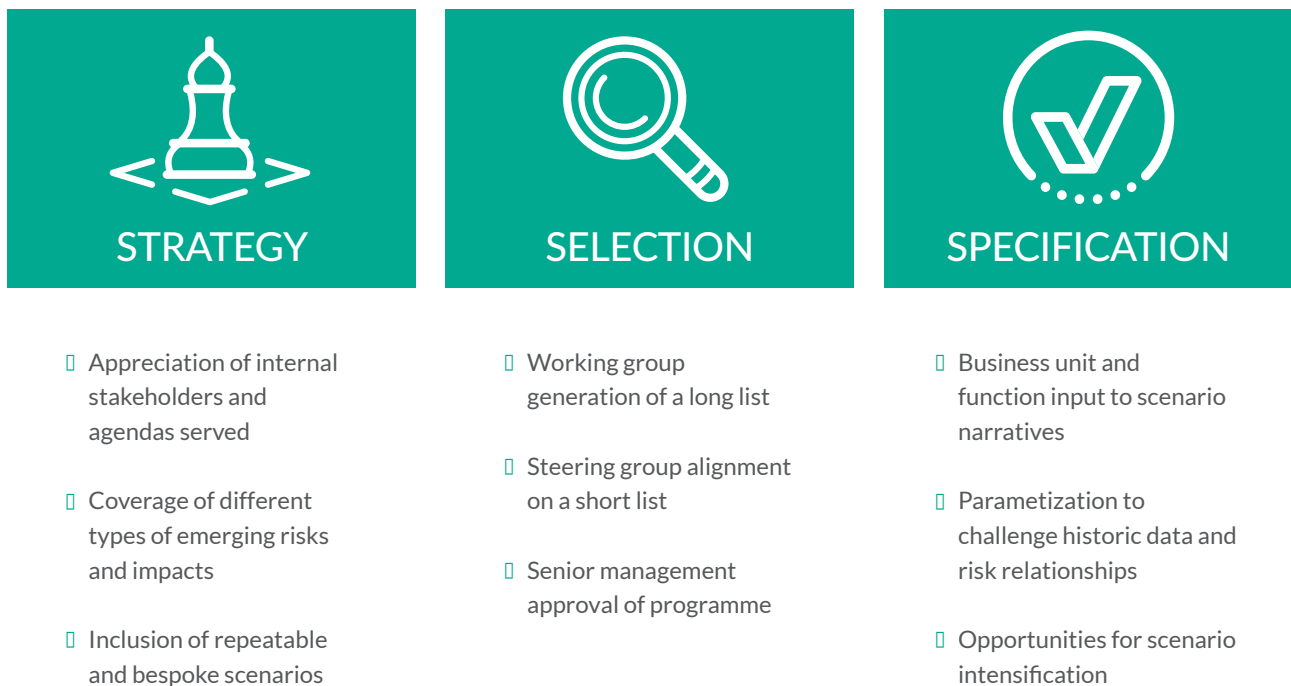 STRATEGY
Appreciation of internal
stakeholders and
agendas served
Coverage of different
types of emerging risks
and impacts
Inclusion of repeatable
and bespoke scenarios
SELECTION
Working group
generation of a long list
Steering group alignment
on a short list
Senior management
approval of programme
SPECIFICATION
Business unit and
function input to scenario
narratives
Parametization to
challenge historic data and
risk relationships
Opportunities for scenario
intensification